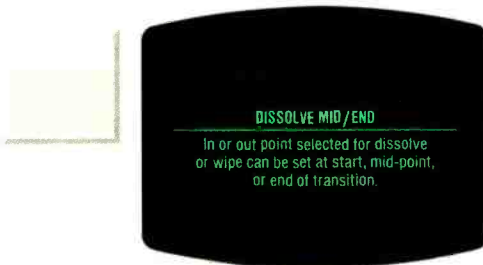 DISSOLVE MID/END
In or out point selected for dissolve
or wipe can be set at start, mid-point,
or end of transition.